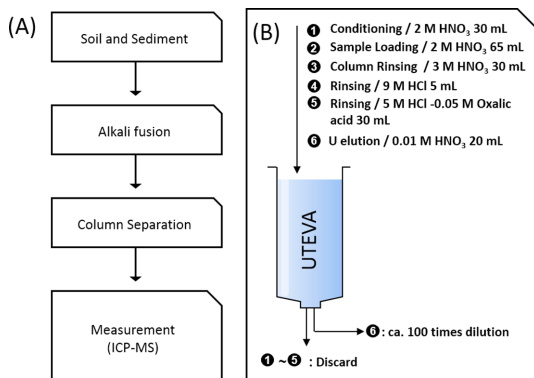 (A)
Soil and Sediment
Alkali fusion
Column Separation
Measurement
(ICP-MS)
(B)
❶ Conditioning / 2 M HNO₃ 30 mL
❷ Sample Loading / 2 M HNO₃ 65 mL
❸ Column Rinsing / 3 M HNO₃ 30 mL
❹ Rinsing / 9 M HCl 5 mL
❺ Rinsing / 5 M HCl -0.05 M Oxalic
acid 30 mL
❻ U elution / 0.01 M HNO₃ 20 mL
UTEVA
❻: ca. 100 times dilution
❶ ~❺ : Discard